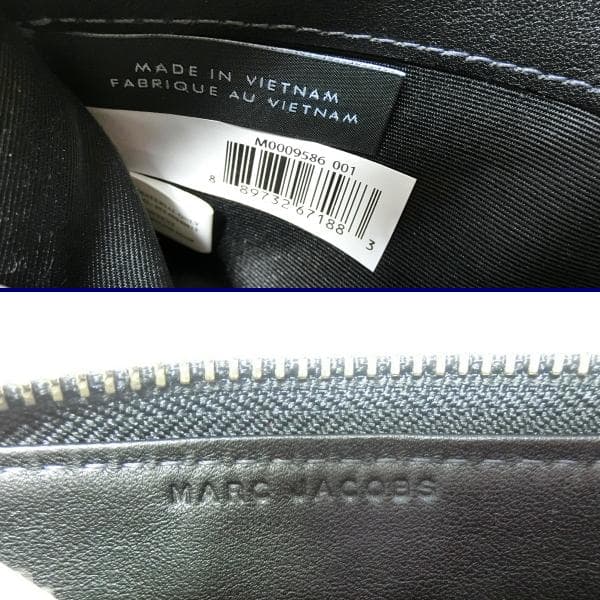 MADE IN VIETNAM
FABRIQUE AU VIETNAM
M0009586 001
8 89732 67188 3
MARC JACOBS